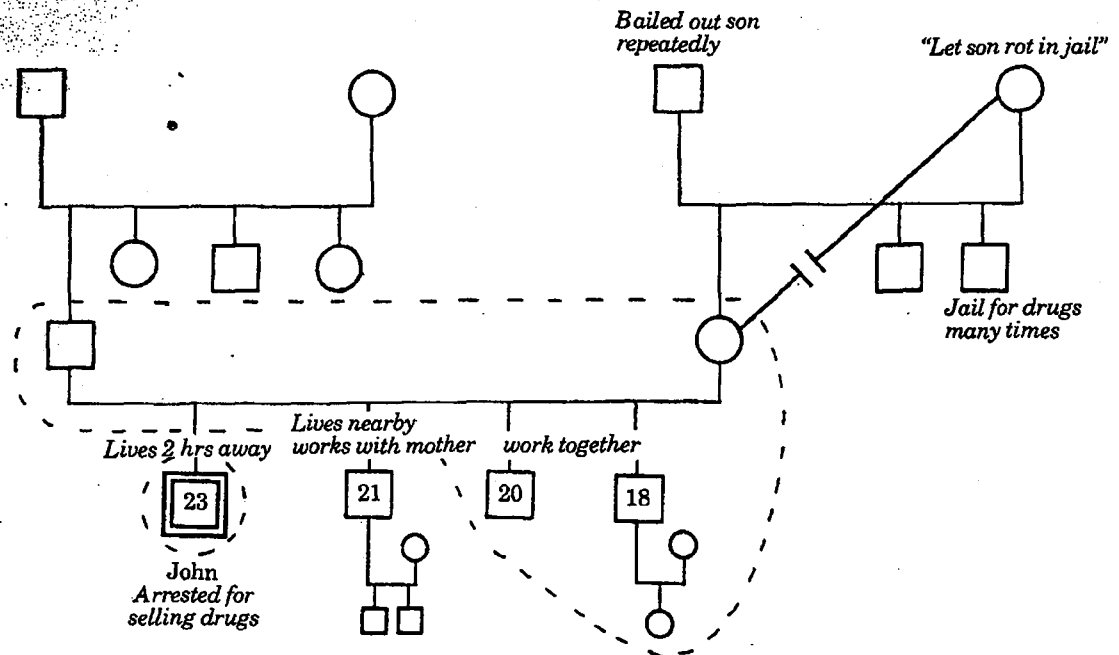 Bailed out son
repeatedly
"Let son rot in jail"
Jail for drugs
many times
Lives 2 hrs away
Lives nearby
works with mother
work together
23
21
20
18
John
Arrested for
selling drugs